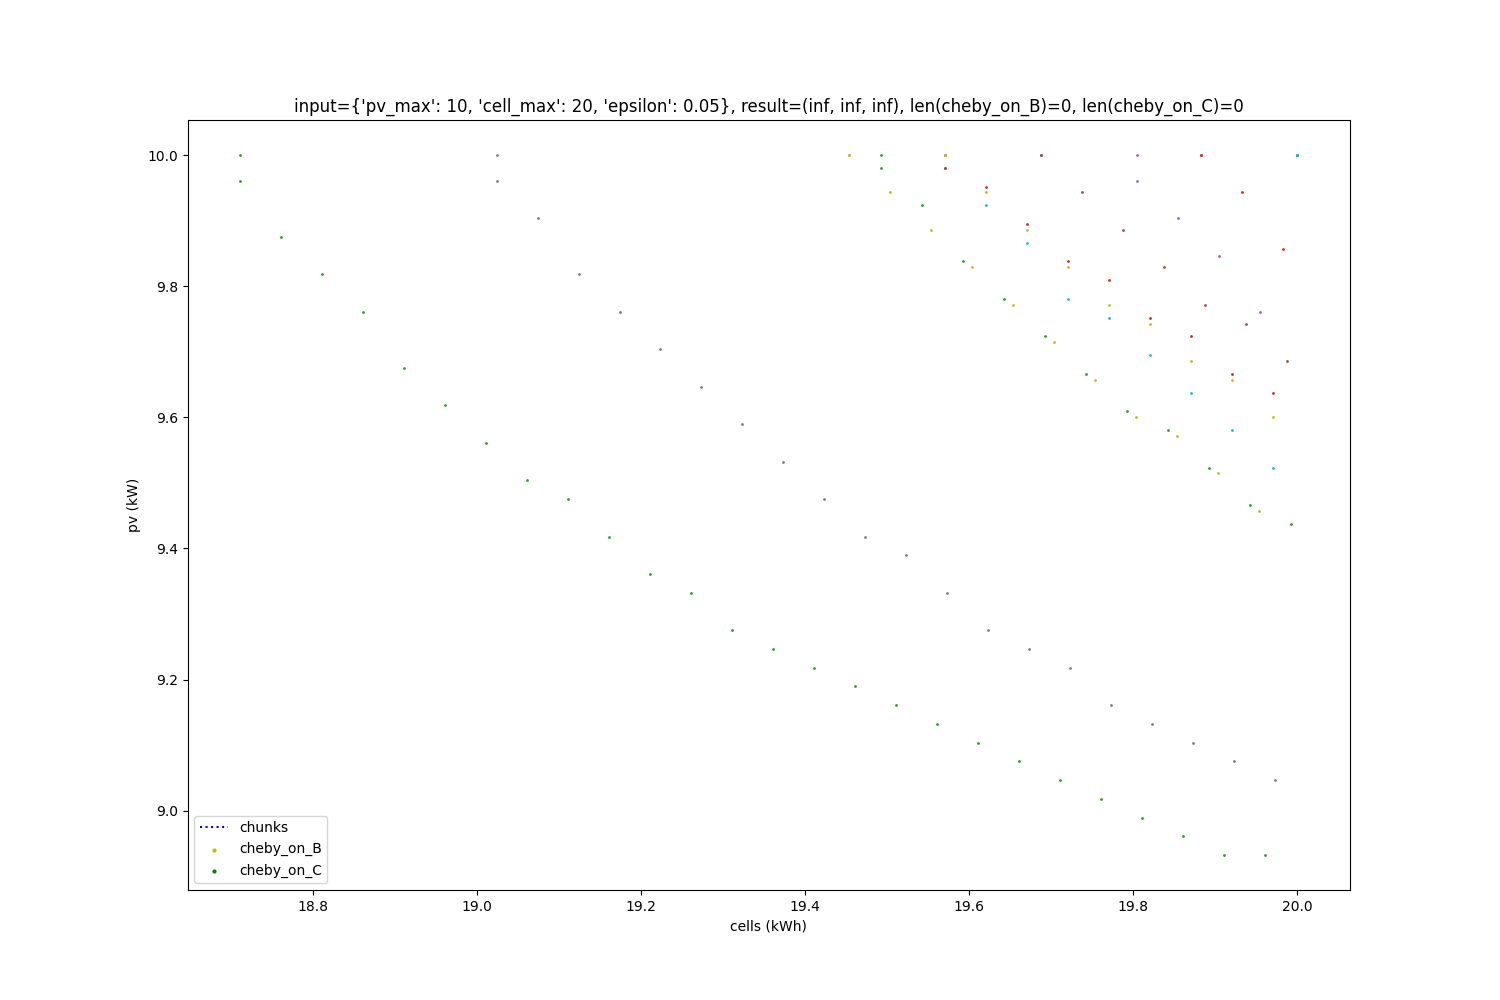 input={'pv_max': 10, 'cell_max': 20, 'epsilon': 0.05}, result=(inf, inf, inf), len(cheby_on_B)=0, len(cheby_on_C)=0
10.0
9.8
9.6
9.4
9.2
9.0
pv (kW)
chunks
cheby_on_B
cheby_on_C
18.8 19.0 19.2 19.4 19.6 19.8 20.0
cells (kWh)